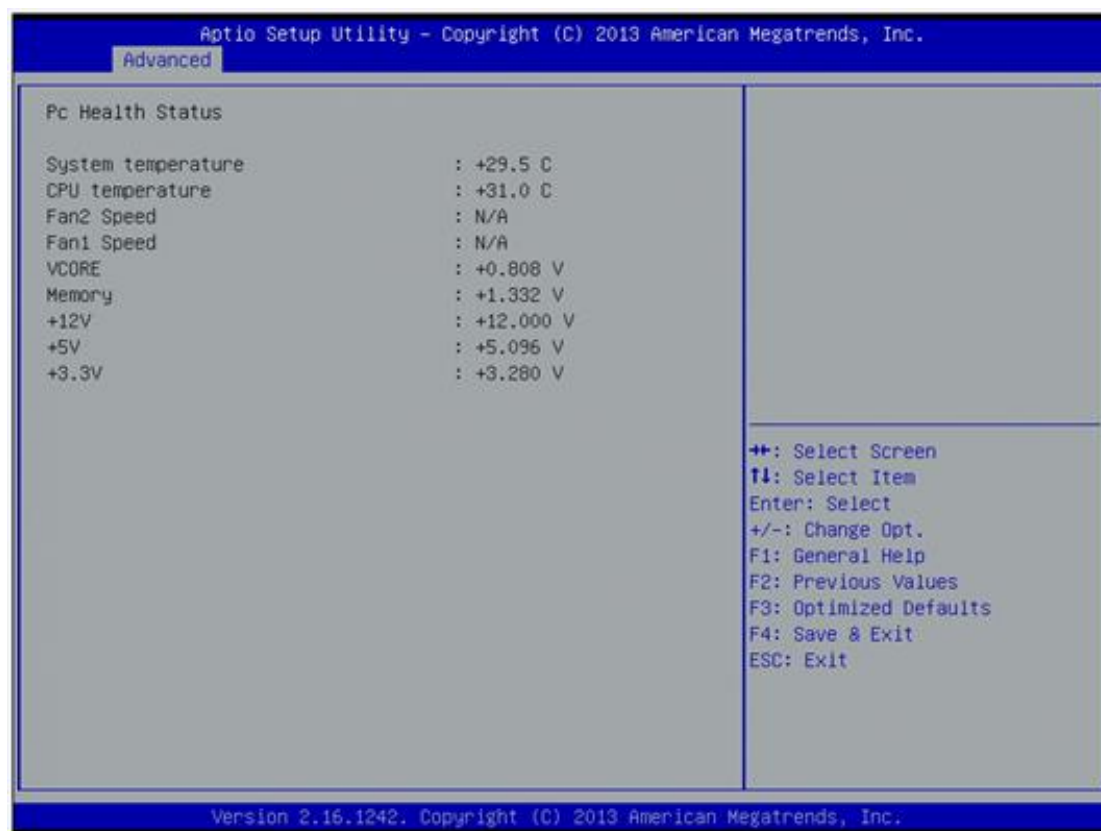 Aptio Setup Utility - Copyright (C) 2013 American Megatrends, Inc.
Advanced
Pc Health Status
System temperature : +29.5 C
CPU temperature : +31.0 C
Fan2 Speed : N/A
Fan1 Speed : N/A
VCORE : +0.808 V
Memory : +1.332 V
+12V : +12.000 V
+5V : +5.096 V
+3.3V : +3.280 V
→←: Select Screen
↑↓: Select Item
Enter: Select
+/-: Change Opt.
F1: General Help
F2: Previous Values
F3: Optimized Defaults
F4: Save & Exit
ESC: Exit
Version 2.16.1242. Copyright (C) 2013 American Megatrends, Inc.